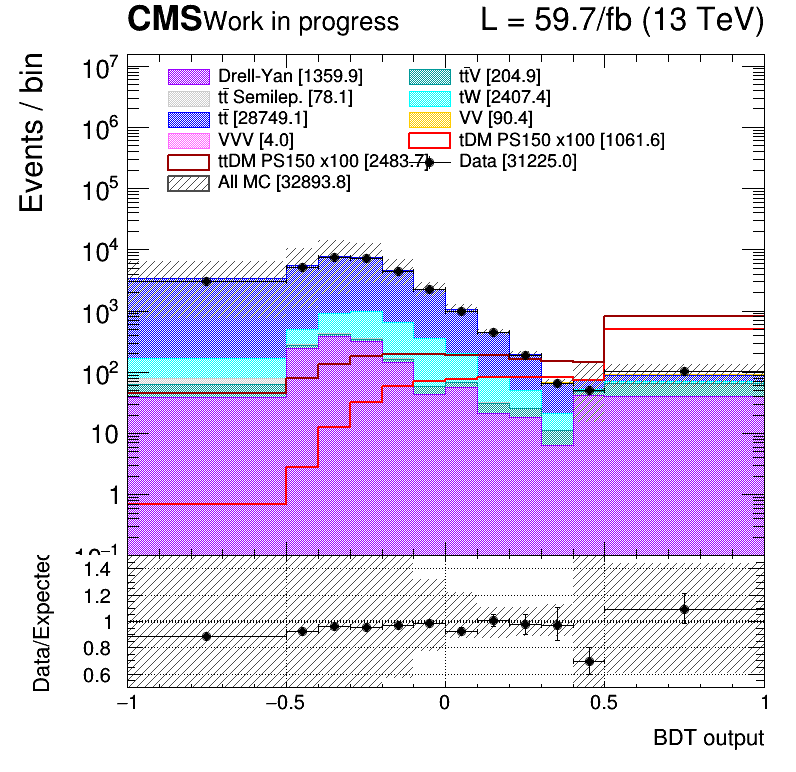 CMS Work in progress L = 59.7/fb (13 TeV)
Events / bin
10⁷
10⁶
10⁵
10⁴
10³
10²
10
1
10⁻¹
Drell-Yan [1359.9] tt̄V [204.9]
tt̄ Semilep. [78.1] tW [2407.4]
tt̄ [28749.1] VV [90.4]
VVV [4.0] tDM PS150 x100 [1061.6]
ttDM PS150 x100 [2483.7] Data [31225.0]
All MC [32893.8]
Data/Expected
1.4
1.2
1
0.8
0.6
−1 −0.5 0 0.5 1
BDT output